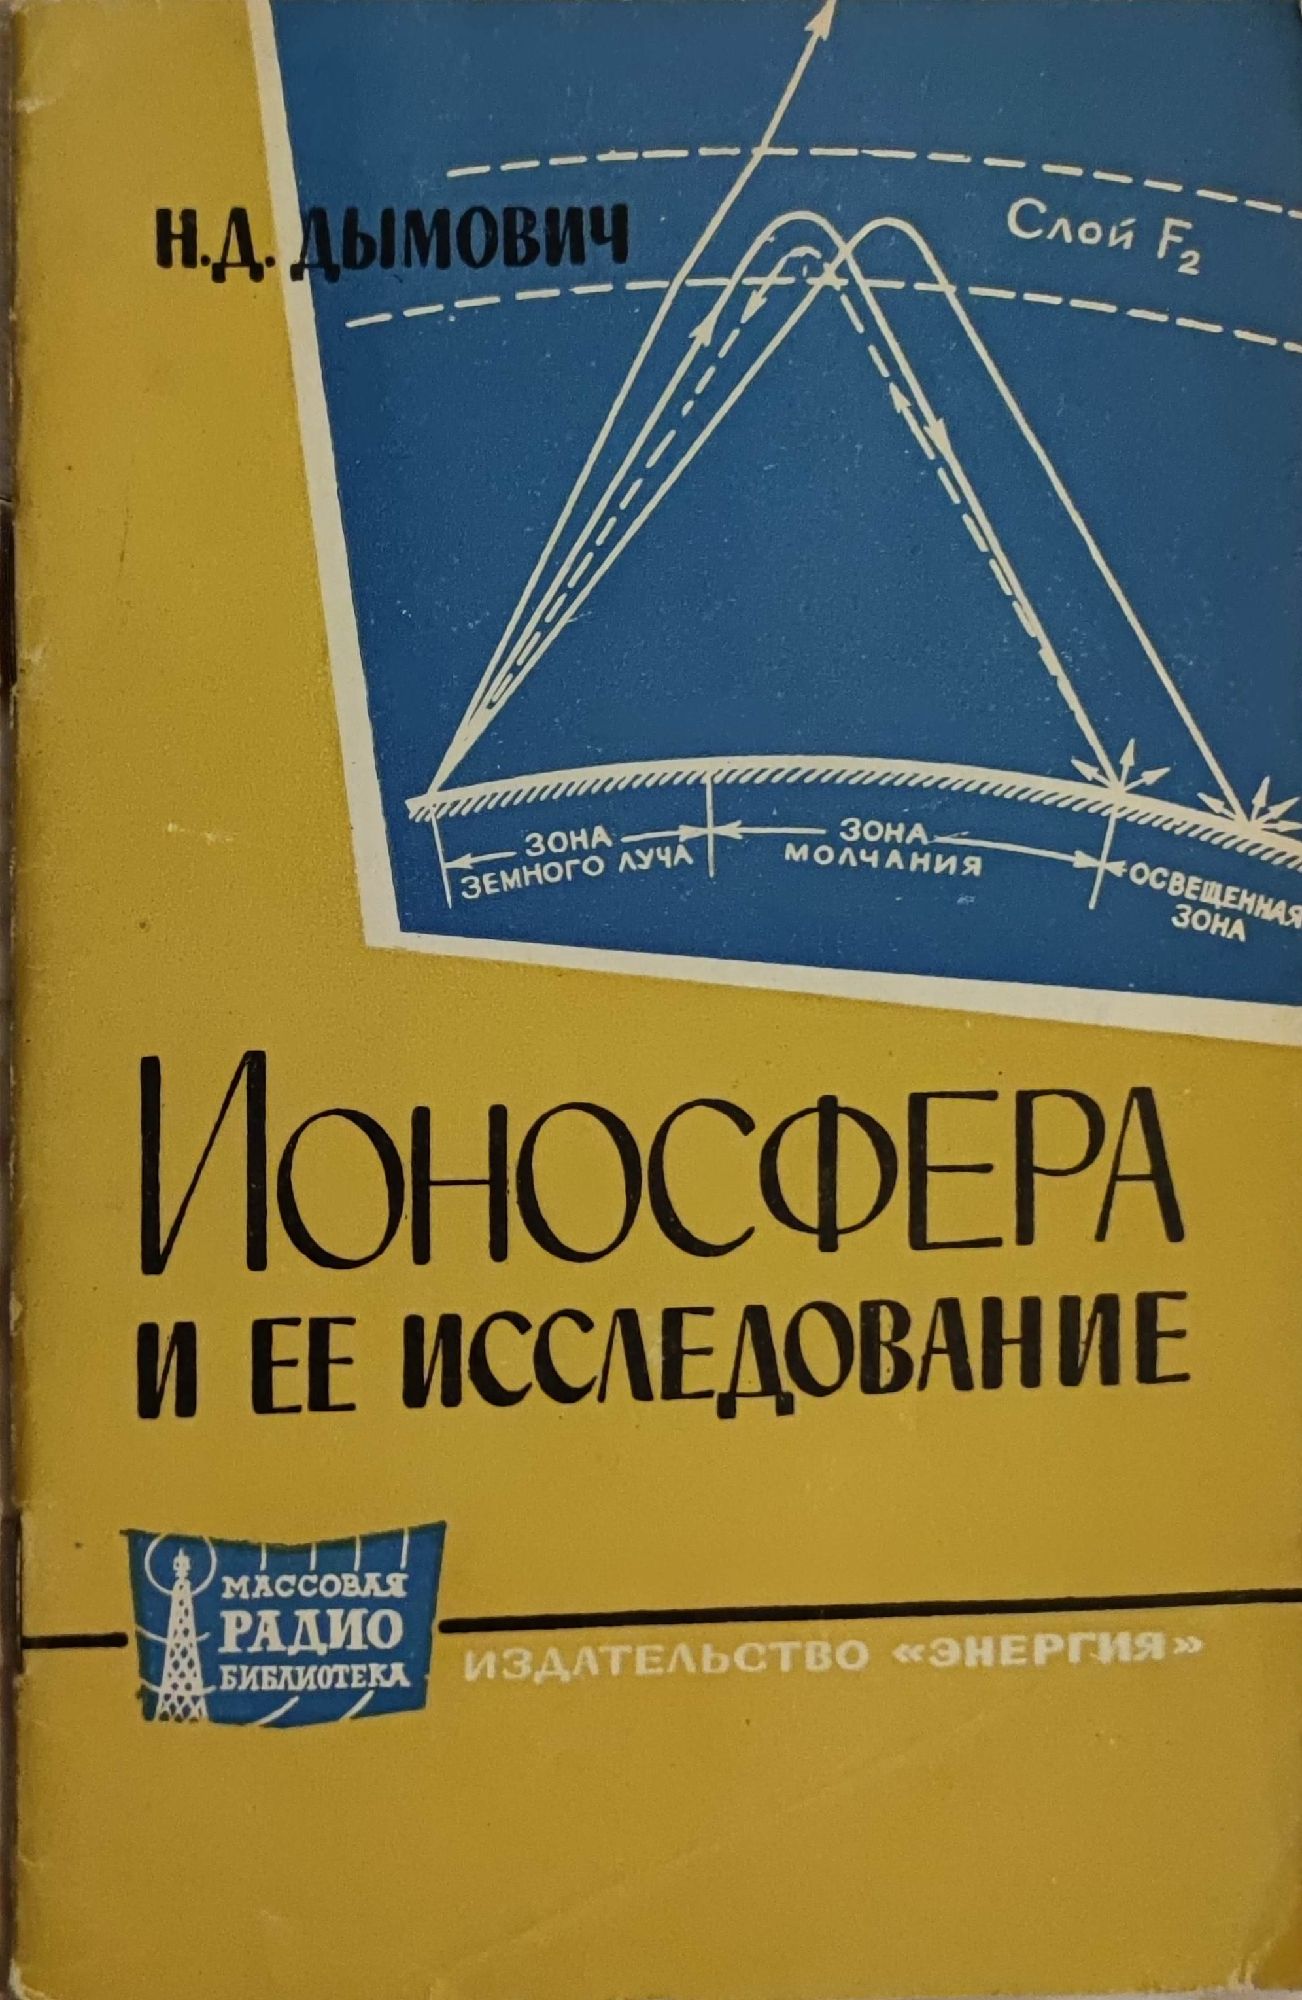 Н.Д. ДЫМОВИЧ
Слой F2
ЗОНА
ЗЕМНОГО ЛУЧА
ЗОНА
МОЛЧАНИЯ
ОСВЕЩЕННАЯ
ЗОНА
ИОНОСФЕРА
И ЕЕ ИССЛЕДОВАНИЕ
МАССОВАЯ
РАДИО
БИБЛИОТЕКА
ИЗДАТЕЛЬСТВО «ЭНЕРГИЯ»